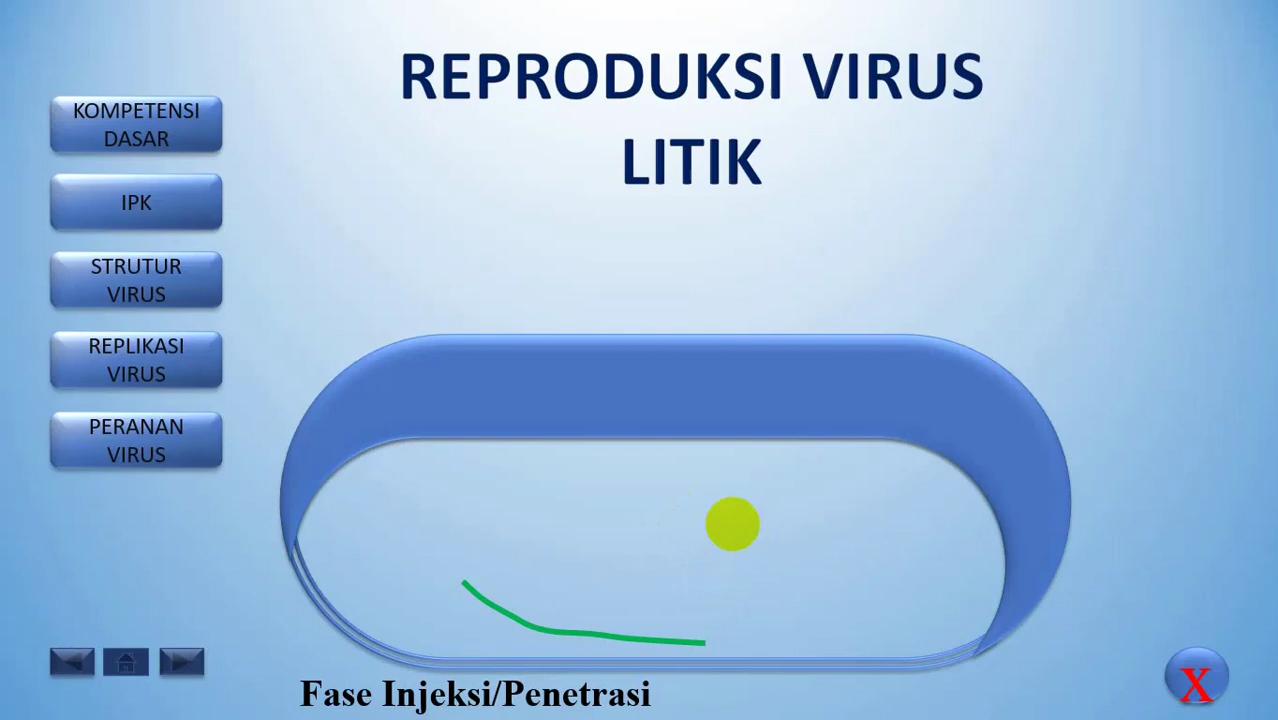 REPRODUKSI VIRUS
LITIK
KOMPETENSI
DASAR
IPK
STRUTUR
VIRUS
REPLIKASI
VIRUS
PERANAN
VIRUS
Fase Injeksi/Penetrasi
X